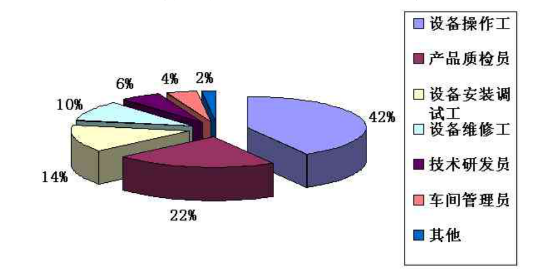 42%
22%
14%
10%
6%
4%
2%
设备操作工
产品质检员
设备安装调
试工
设备维修工
技术研发员
车间管理员
其他